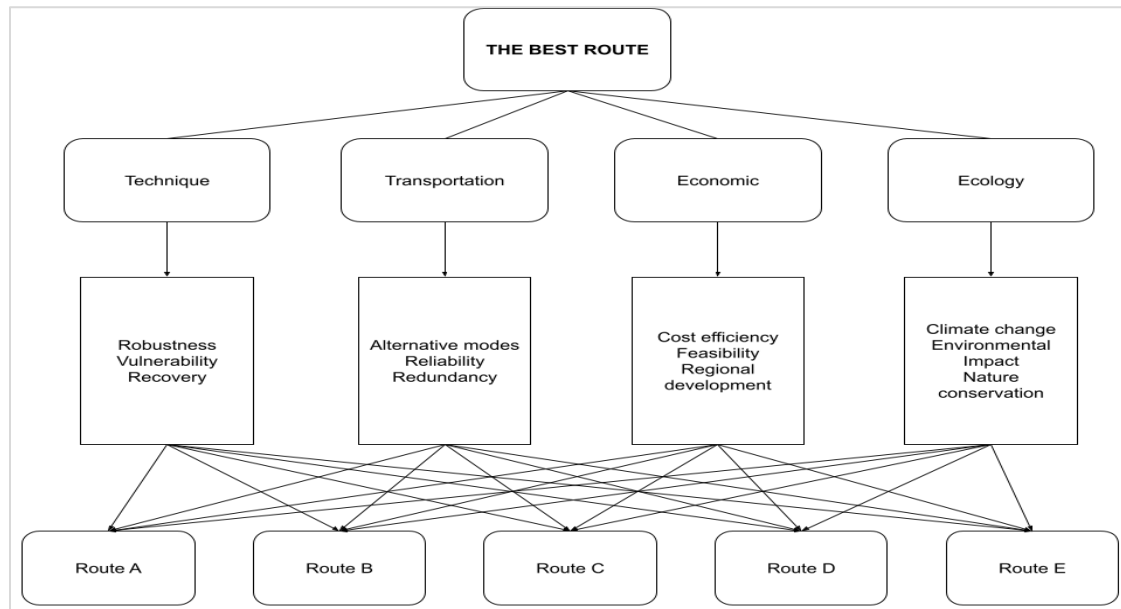 THE BEST ROUTE
Technique
Transportation
Economic
Ecology
Robustness
Vulnerability
Recovery
Alternative modes
Reliability
Redundancy
Cost efficiency
Feasibility
Regional
development
Climate change
Environmental
Impact
Nature
conservation
Route A
Route B
Route C
Route D
Route E